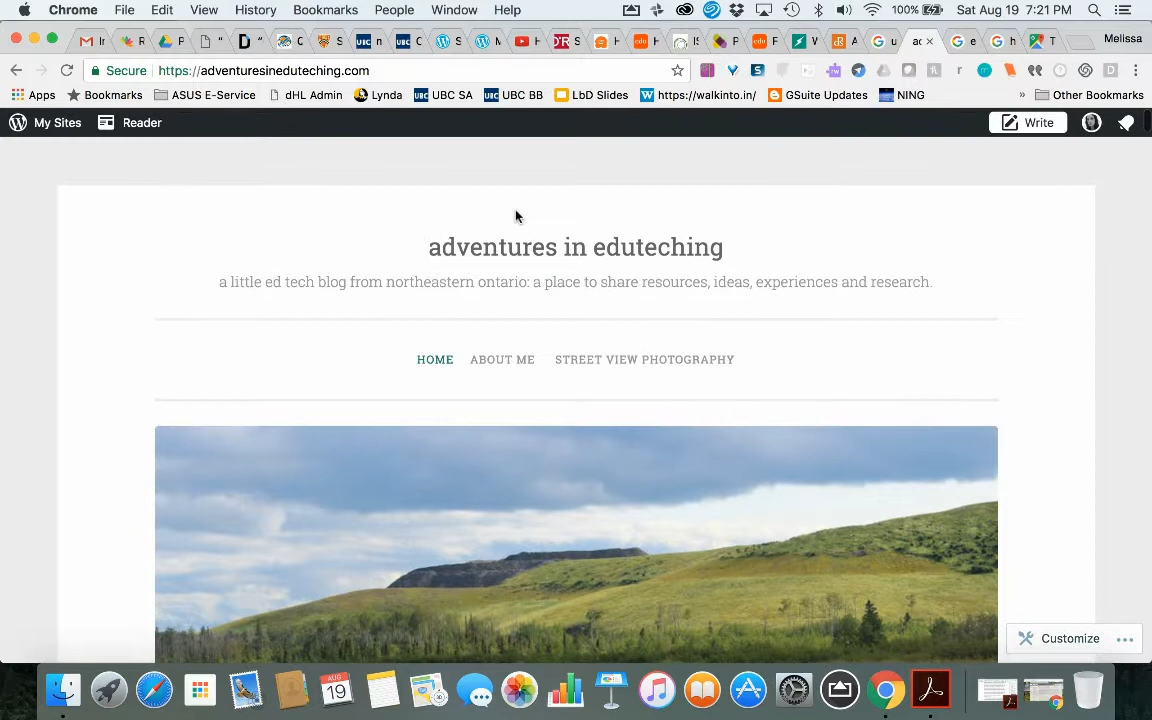 Chrome File Edit View History Bookmarks People Window Help 100% Sat Aug 19 7:21 PM
Melissa
Secure https://adventuresineduteching.com
Apps Bookmarks ASUS E-Service dHL Admin Lynda UBC SA UBC BB LbD Slides https://walkinto.in/ GSuite Updates NING » Other Bookmarks
My Sites Reader Write
adventures in eduteching
a little ed tech blog from northeastern ontario: a place to share resources, ideas, experiences and research.
HOME ABOUT ME STREET VIEW PHOTOGRAPHY
Customize
AUG
19